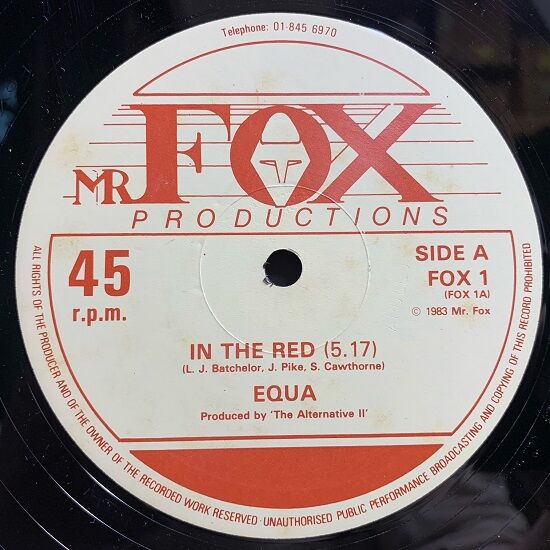 Telephone: 01-845 6970
MR FOX
PRODUCTIONS
45
r.p.m.
SIDE A
FOX 1
(FOX 1A)
© 1983 Mr. Fox
IN THE RED (5.17)
(L. J. Batchelor, J. Pike, S. Cawthorne)
EQUA
Produced by 'The Alternative II'
ALL RIGHTS OF THE PRODUCER AND OF THE OWNER OF THE RECORDED WORK RESERVED · UNAUTHORISED PUBLIC PERFORMANCE BROADCASTING AND COPYING OF THIS RECORD PROHIBITED